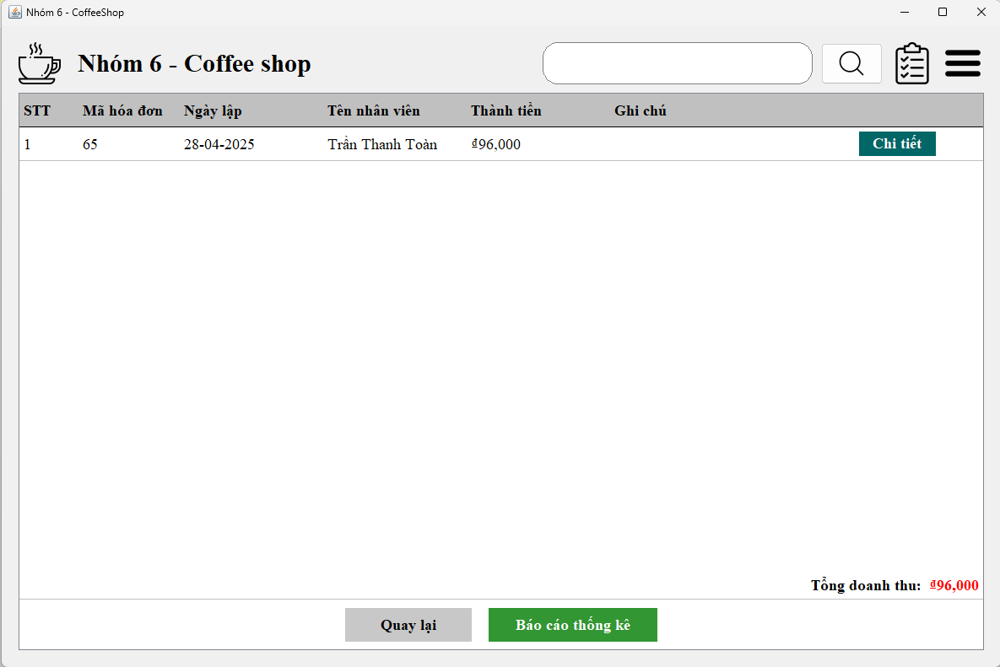 Nhóm 6 - CoffeeShop
Nhóm 6 - Coffee shop
STT Mã hóa đơn Ngày lập Tên nhân viên Thành tiền Ghi chú
1 65 28-04-2025 Trần Thanh Toàn ₫96,000 Chi tiết
Tổng doanh thu: ₫96,000
Quay lại Báo cáo thống kê